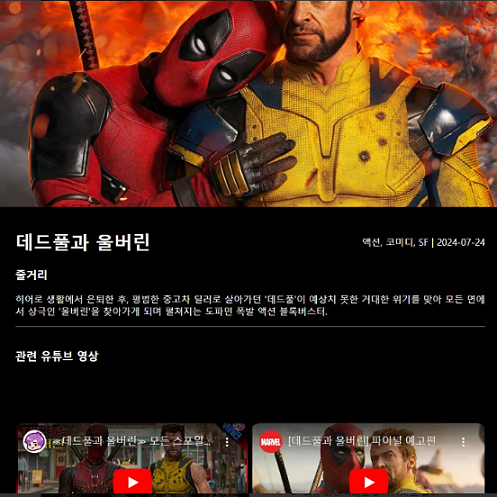 데드풀과 울버린
액션, 코미디, SF | 2024-07-24
줄거리
히어로 생활에서 은퇴한 후, 평범한 중고차 딜러로 살아가던 '데드풀'이 예상치 못한 거대한 위기를 맞아 모든 면에
서 상극인 '울버린'을 찾아가게 되며 펼쳐지는 도파민 폭발 액션 블록버스터.
관련 유튜브 영상
≪데드풀과 울버린≫ 모든 스포일...
MARVEL [데드풀과 울버린] 파이널 예고편